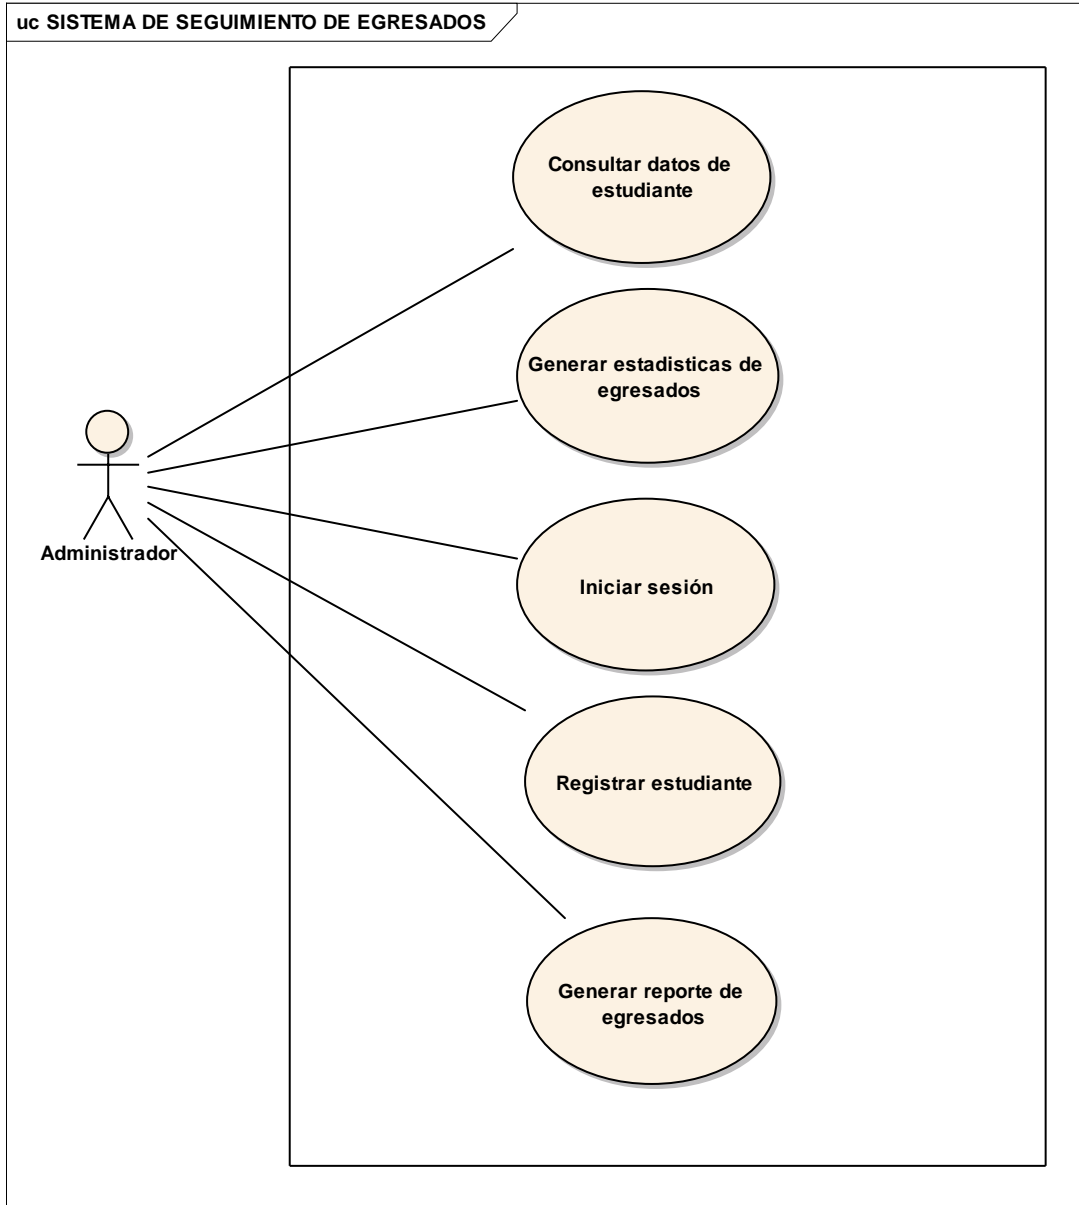 uc SISTEMA DE SEGUIMIENTO DE EGRESADOS
Consultar datos de
estudiante
Generar estadisticas de
egresados
Administrador
Iniciar sesión
Registrar estudiante
Generar reporte de
egresados